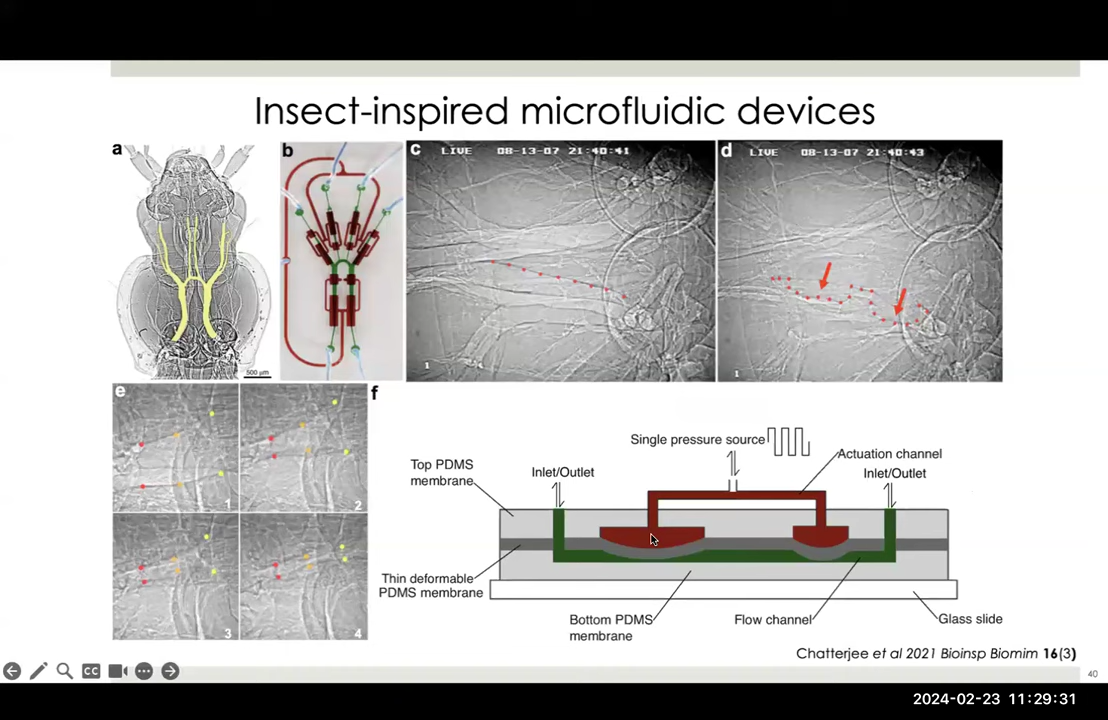 Insect-inspired microfluidic devices
a
500 µm
b
c
LIVE 08-13-07 21:40:41
1
d
LIVE 08-13-07 21:40:43
1
e
1
2
3
4
f
Single pressure source
Actuation channel
Top PDMS
membrane
Inlet/Outlet
Inlet/Outlet
Thin deformable
PDMS membrane
Bottom PDMS
membrane
Flow channel
Glass slide
Chatterjee et al 2021 Bioinsp Biomim 16(3)
CC
40
2024-02-23 11:29:31